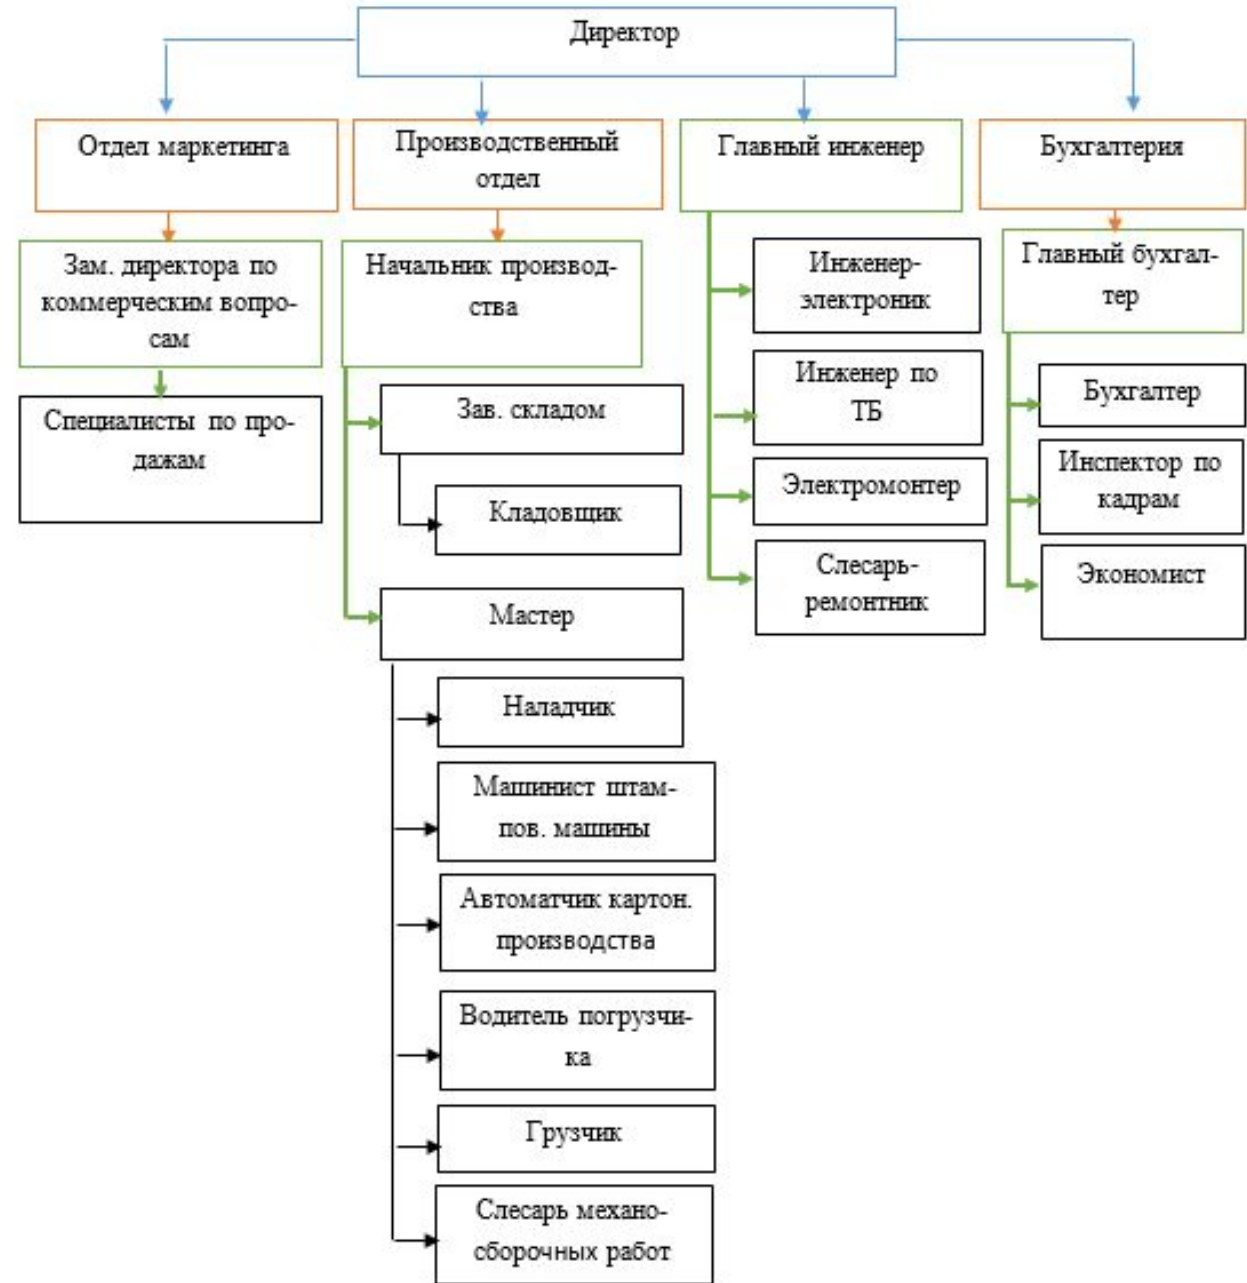 Директор
Отдел маркетинга
Производственный
отдел
Главный инженер
Бухгалтерия
Зам. директора по
коммерческим вопро-
сам
Специалисты по про-
дажам
Начальник производ-
ства
Зав. складом
Кладовщик
Мастер
Наладчик
Машинист штам-
пов. машины
Автоматчик картон.
производства
Водитель погрузчи-
ка
Грузчик
Слесарь механо-
сборочных работ
Инженер-
электроник
Инженер по
ТБ
Электромонтер
Слесарь-
ремонтник
Главный бухгал-
тер
Бухгалтер
Инспектор по
кадрам
Экономист